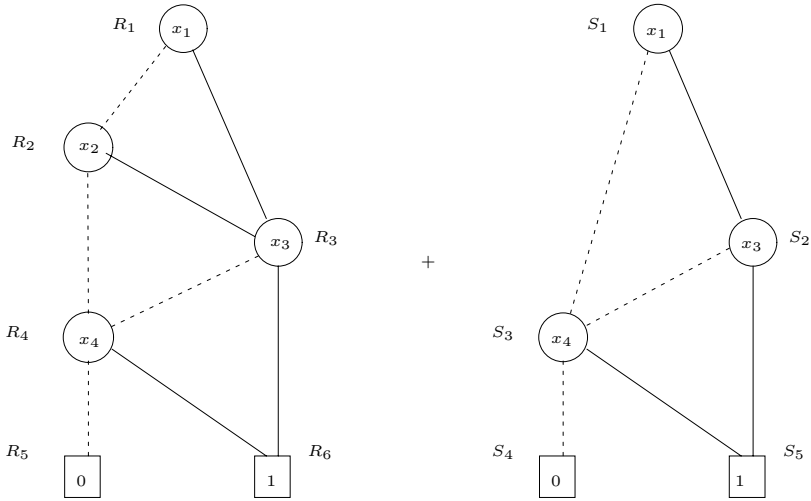 R1 x1 S1 x1
R2 x2
x3 R3 x3 S2
+
R4 x4 S3 x4
R5 R6 S4 S5
0 1 0 1